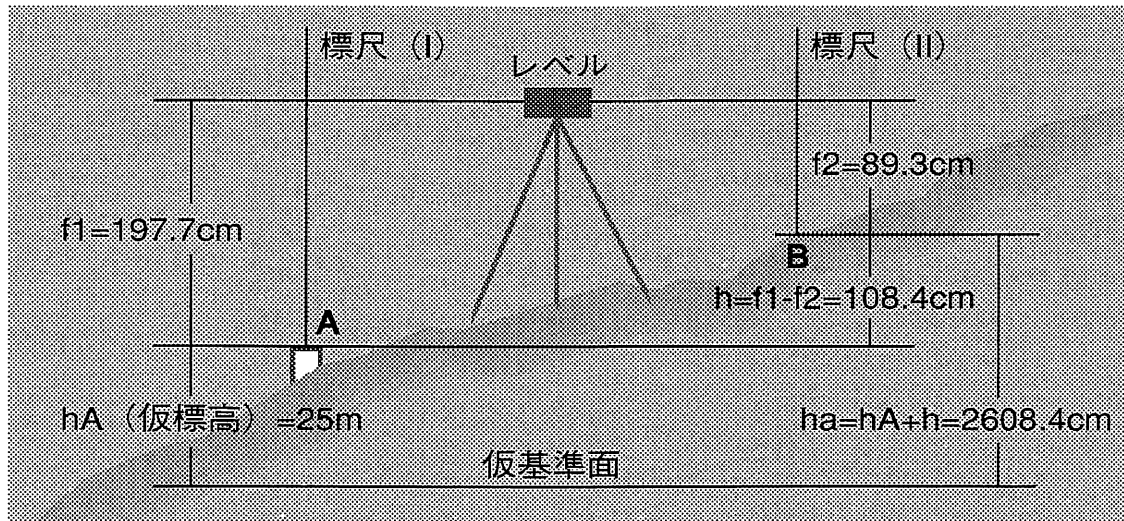 標尺（I）
標尺（II）
レベル
f2=89.3cm
f1=197.7cm
B
h=f1-f2=108.4cm
A
hA（仮標高）=25m
ha=hA+h=2608.4cm
仮基準面